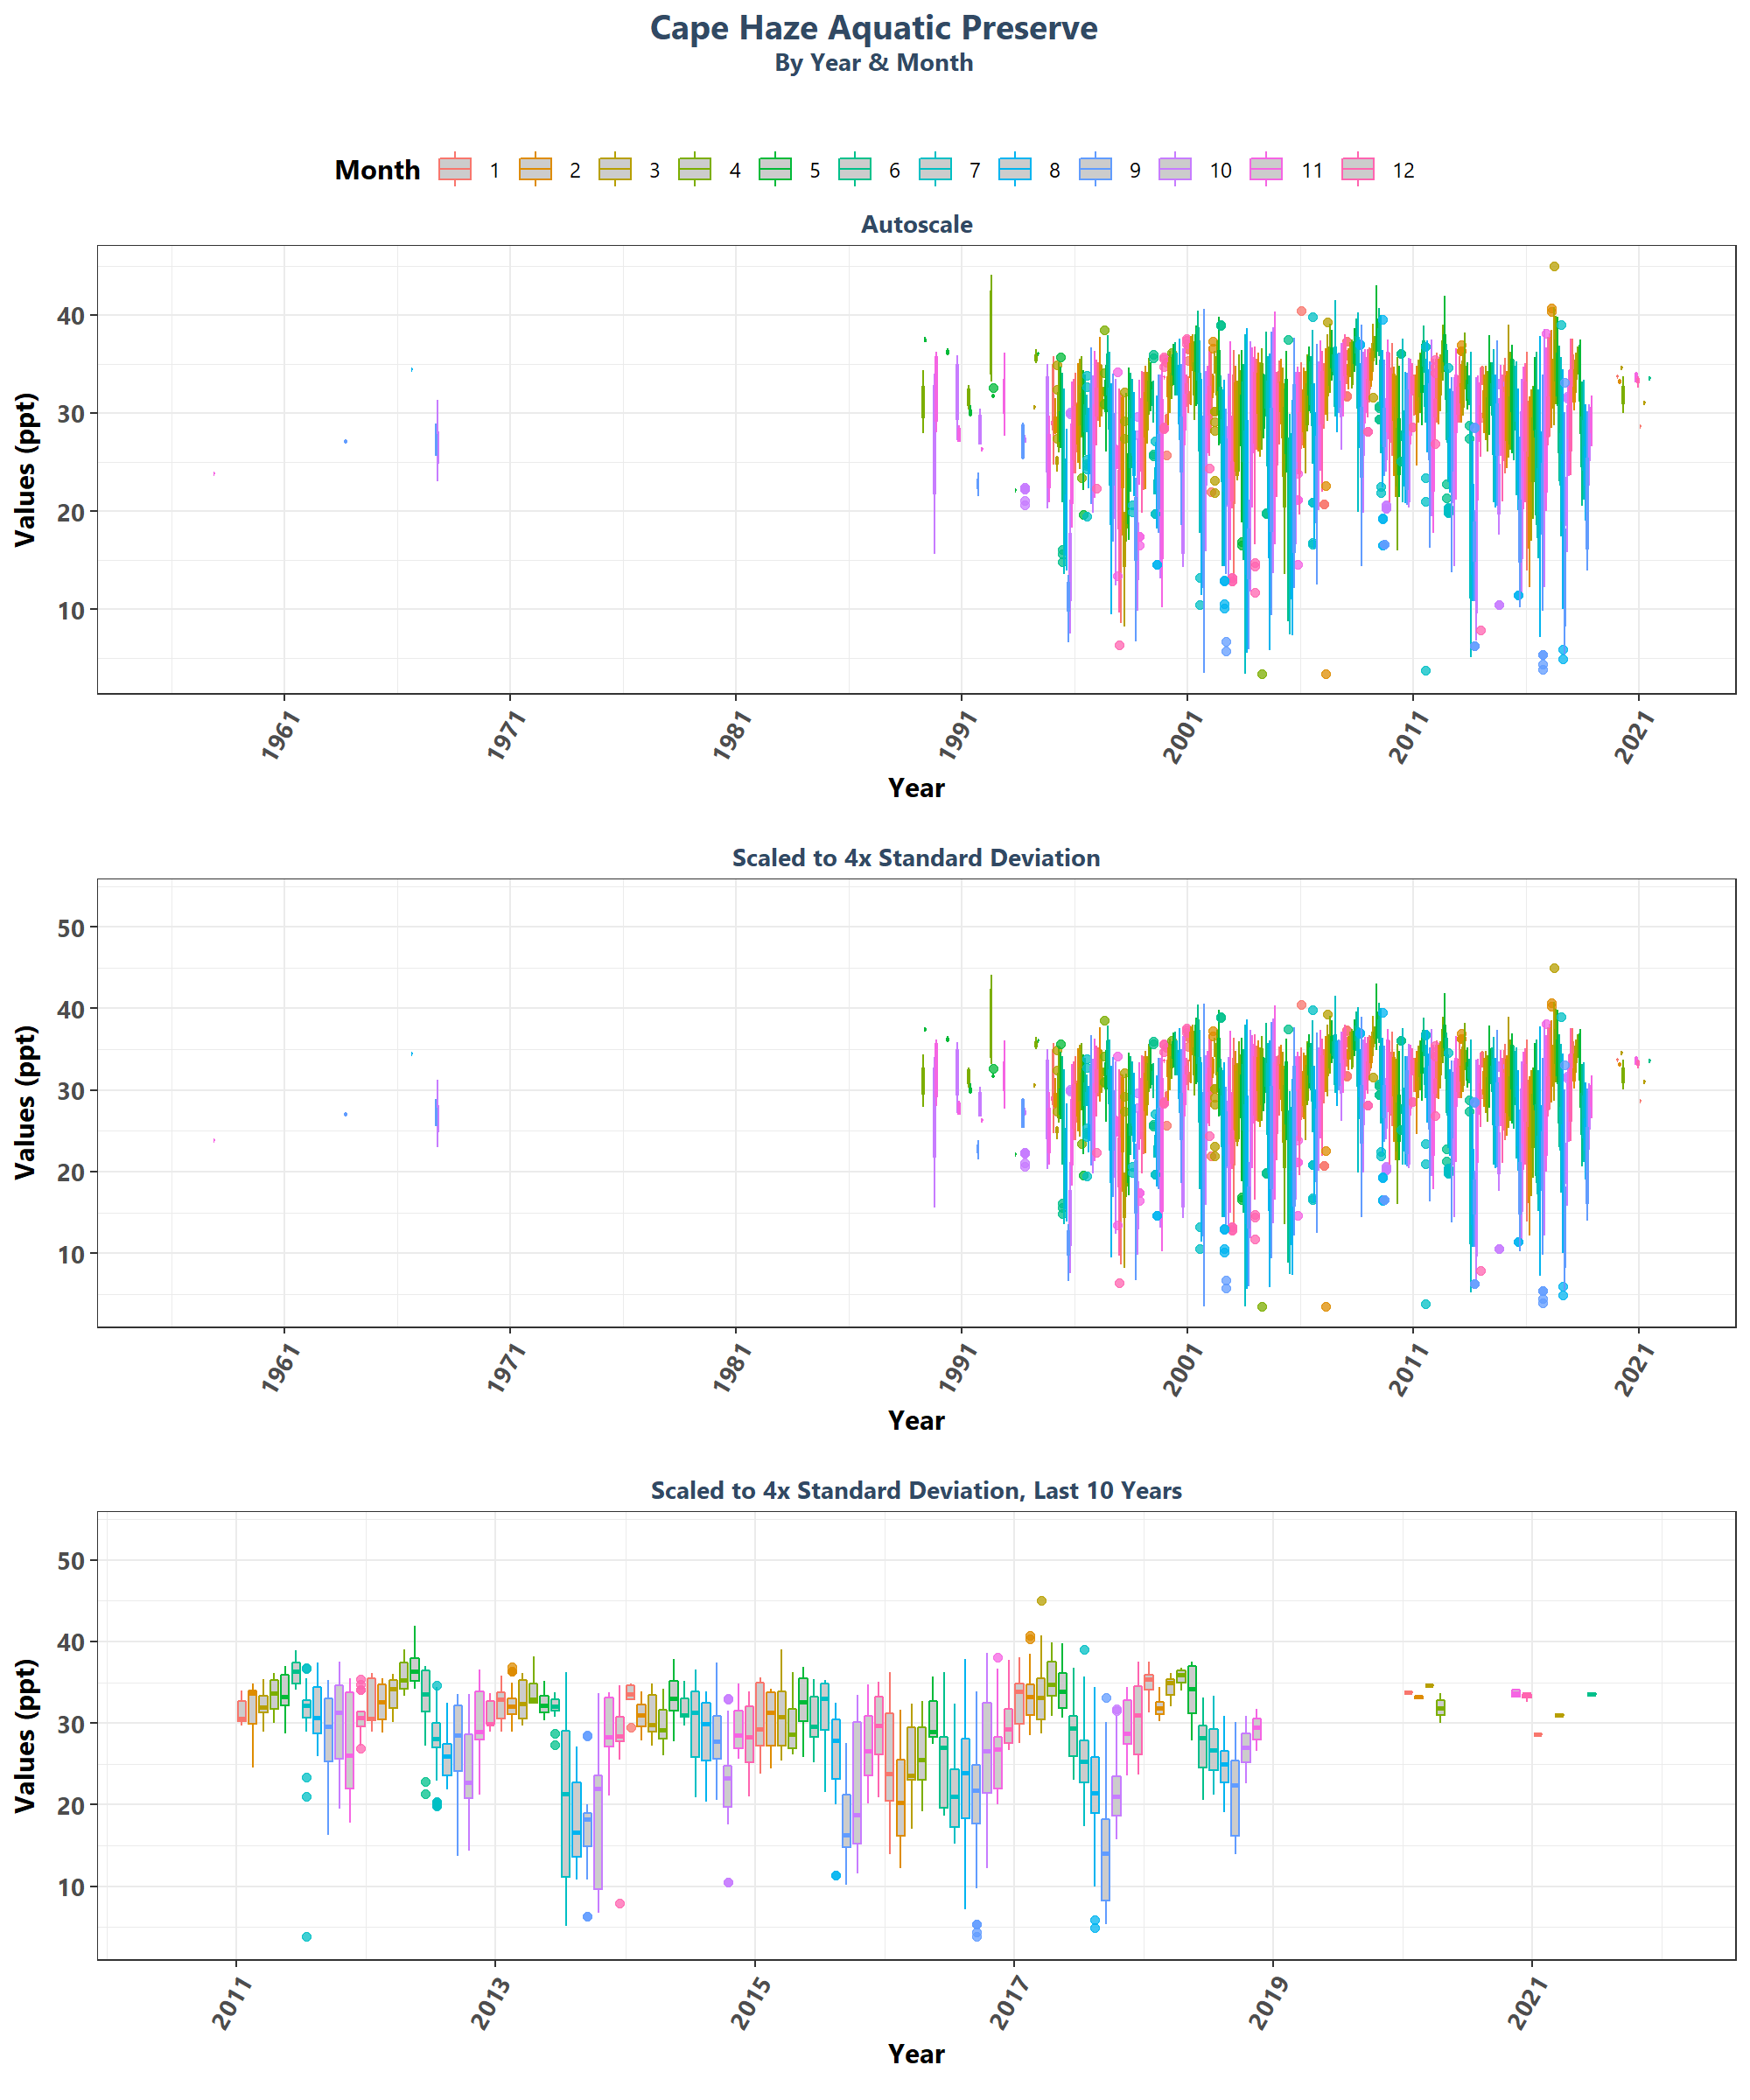 Cape Haze Aquatic Preserve
By Year & Month
Month 1 2 3 4 5 6 7 8 9 10 11 12
Autoscale
Values (ppt)
40
30
20
10
1961 1971 1981 1991 2001 2011 2021
Year
Scaled to 4x Standard Deviation
Values (ppt)
50
40
30
20
10
1961 1971 1981 1991 2001 2011 2021
Year
Scaled to 4x Standard Deviation, Last 10 Years
Values (ppt)
50
40
30
20
10
2011 2013 2015 2017 2019 2021
Year